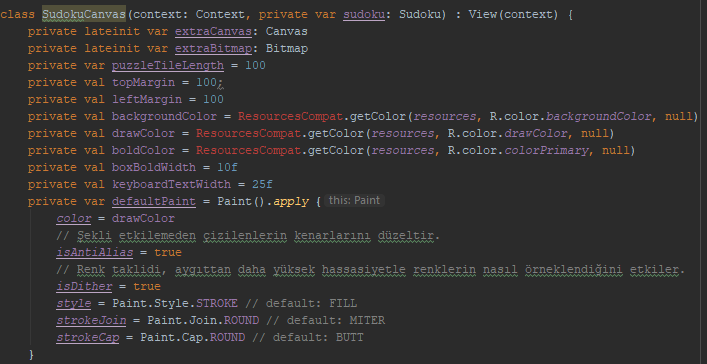 class SudokuCanvas(context: Context, private var sudoku: Sudoku) : View(context) {
private lateinit var extraCanvas: Canvas
private lateinit var extraBitmap: Bitmap
private var puzzleTileLength = 100
private val topMargin = 100;
private val leftMargin = 100
private val backgroundColor = ResourcesCompat.getColor(resources, R.color.backgroundColor, null)
private val drawColor = ResourcesCompat.getColor(resources, R.color.drawColor, null)
private val boldColor = ResourcesCompat.getColor(resources, R.color.colorPrimary, null)
private val boxBoldWidth = 10f
private val keyboardTextWidth = 25f
private var defaultPaint = Paint().apply { this: Paint
color = drawColor
// Şekli etkilemeden çizilenlerin kenarlarını düzeltir.
isAntiAlias = true
// Renk taklidi, aygıttan daha yüksek hassasiyetle renklerin nasıl örneklendiğini etkiler.
isDither = true
style = Paint.Style.STROKE // default: FILL
strokeJoin = Paint.Join.ROUND // default: MITER
strokeCap = Paint.Cap.ROUND // default: BUTT
}